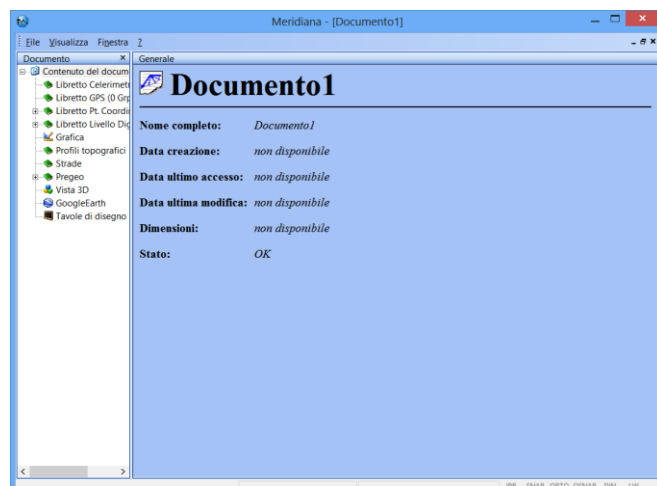 Meridiana - [Documento1]
File Visualizza Finestra ?
Documento
Generale
Contenuto del docum
Libretto Celerimet
Libretto GPS (0 Grp
Libretto Pt. Coordi
Libretto Livello Dig
Grafica
Profili topografici
Strade
Pregeo
Vista 3D
GoogleEarth
Tavole di disegno
Documento1
Nome completo: Documento1
Data creazione: non disponibile
Data ultimo accesso: non disponibile
Data ultima modifica: non disponibile
Dimensioni: non disponibile
Stato: OK